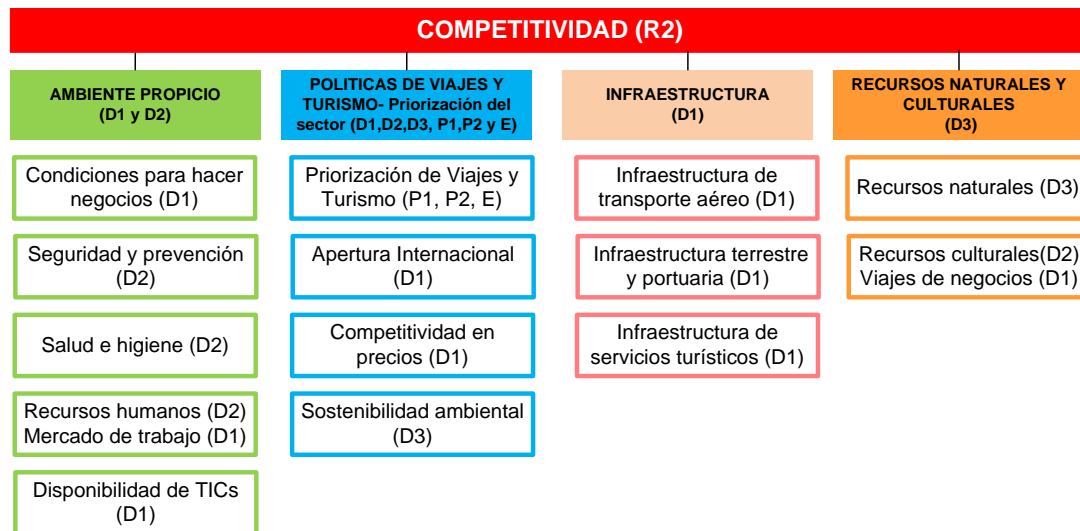 COMPETITIVIDAD (R2)
AMBIENTE PROPICIO
(D1 y D2)
Condiciones para hacer
negocios (D1)
Seguridad y prevención
(D2)
Salud e higiene (D2)
Recursos humanos (D2)
Mercado de trabajo (D1)
Disponibilidad de TICs
(D1)
POLITICAS DE VIAJES Y
TURISMO- Priorización del
sector (D1,D2,D3, P1,P2 y E)
Priorización de Viajes y
Turismo (P1, P2, E)
Apertura Internacional
(D1)
Competitividad en
precios (D1)
Sostenibilidad ambiental
(D3)
INFRAESTRUCTURA
(D1)
Infraestructura de
transporte aéreo (D1)
Infraestructura terrestre
y portuaria (D1)
Infraestructura de
servicios turísticos (D1)
RECURSOS NATURALES Y
CULTURALES
(D3)
Recursos naturales (D3)
Recursos culturales(D2)
Viajes de negocios (D1)